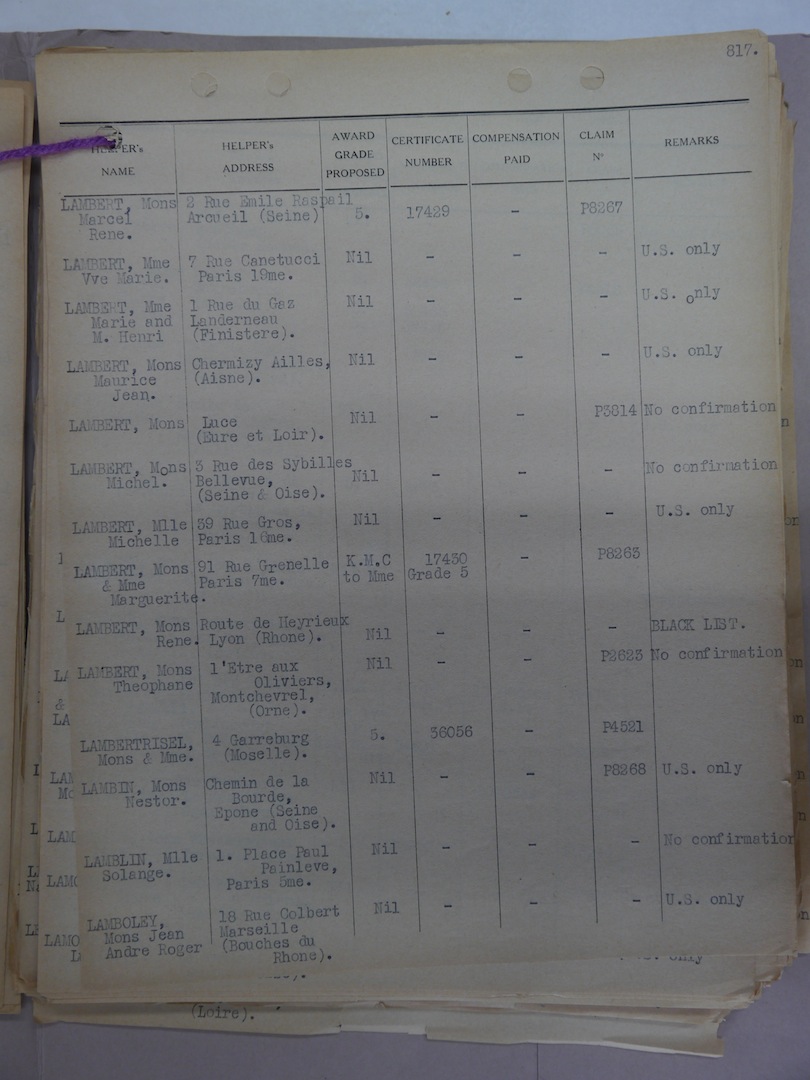 817.
HELPER's NAME | HELPER's ADDRESS | AWARD GRADE PROPOSED | CERTIFICATE NUMBER | COMPENSATION PAID | CLAIM N° | REMARKS
LAMBERT, Mons 2 Rue Emile Raspail
Marcel Arcueil (Seine) 5. 17429 - P8267
Rene.
LAMBERT, Mme 7 Rue Canetucci Nil - - - U.S. only
Vve Marie. Paris 19me.
LAMBERT, Mme 1 Rue du Gaz Nil - - - U.S. only
Marie and Landerneau
M. Henri (Finistere).
LAMBERT, Mons Chermizy Ailles, Nil - - - U.S. only
Maurice (Aisne).
Jean.
LAMBERT, Mons Luce Nil - - P3814 No confirmation
(Eure et Loir).
LAMBERT, Mons 3 Rue des Sybilles
Michel. Bellevue, Nil - - - No confirmation
(Seine & Oise).
LAMBERT, Mlle 39 Rue Gros, Nil - - - U.S. only
Michelle Paris 16me.
LAMBERT, Mons 91 Rue Grenelle K.M.C 17430 - P8263
& Mme Paris 7me. to Mme Grade 5
Marguerite.
LAMBERT, Mons Route de Heyrieux
Rene. Lyon (Rhone). Nil - - - BLACK LIST.
LAMBERT, Mons l'Etre aux Nil - - P2623 No confirmation
Theophane Oliviers,
Montchevrel,
(Orne).
LAMBERTRISEL, 4 Garreburg 5. 36056 - P4521
Mons & Mme. (Moselle).
LAMBIN, Mons Chemin de la Nil - - P8268 U.S. only
Nestor. Bourde,
Epone (Seine
and Oise).
LAMBLIN, Mlle 1. Place Paul Nil - - - No confirmation
Solange. Painleve,
Paris 5me.
LAMBOLEY, 18 Rue Colbert Nil - - - U.S. only
Mons Jean Marseille
Andre Roger (Bouches du
Rhone).
(Loire).